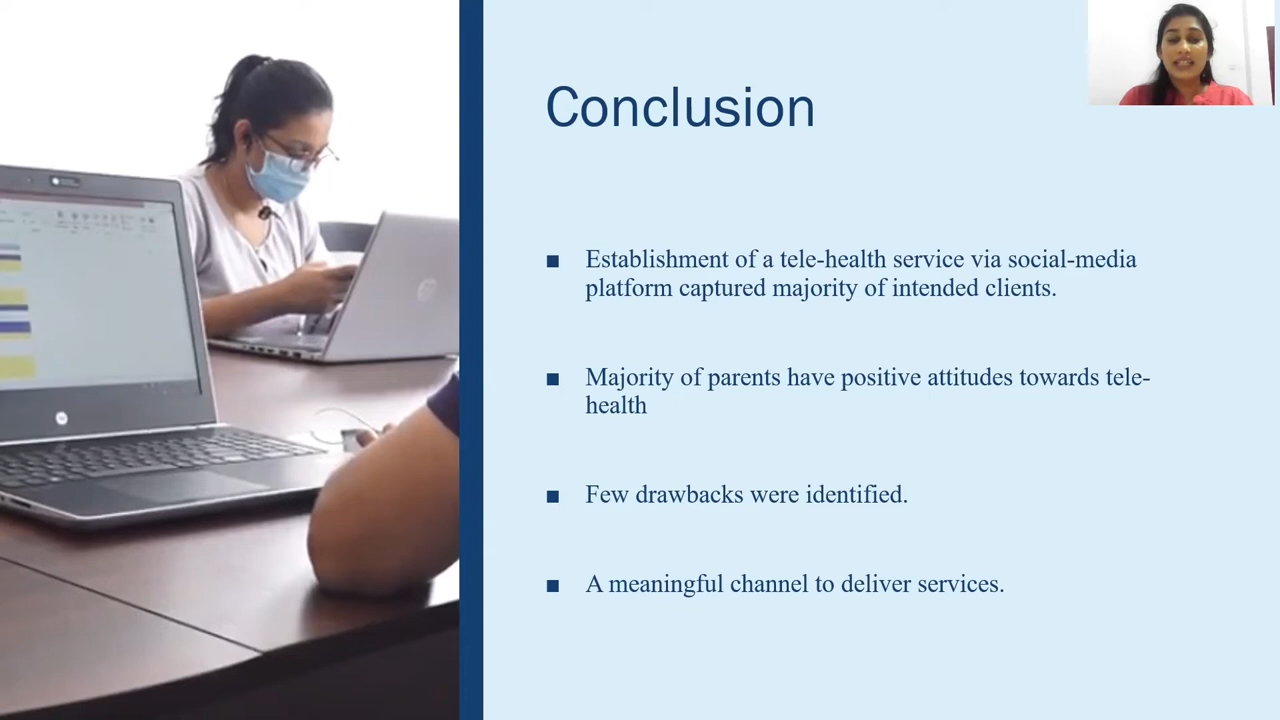 Conclusion
■ Establishment of a tele-health service via social-media
platform captured majority of intended clients.
■ Majority of parents have positive attitudes towards tele-
health
■ Few drawbacks were identified.
■ A meaningful channel to deliver services.